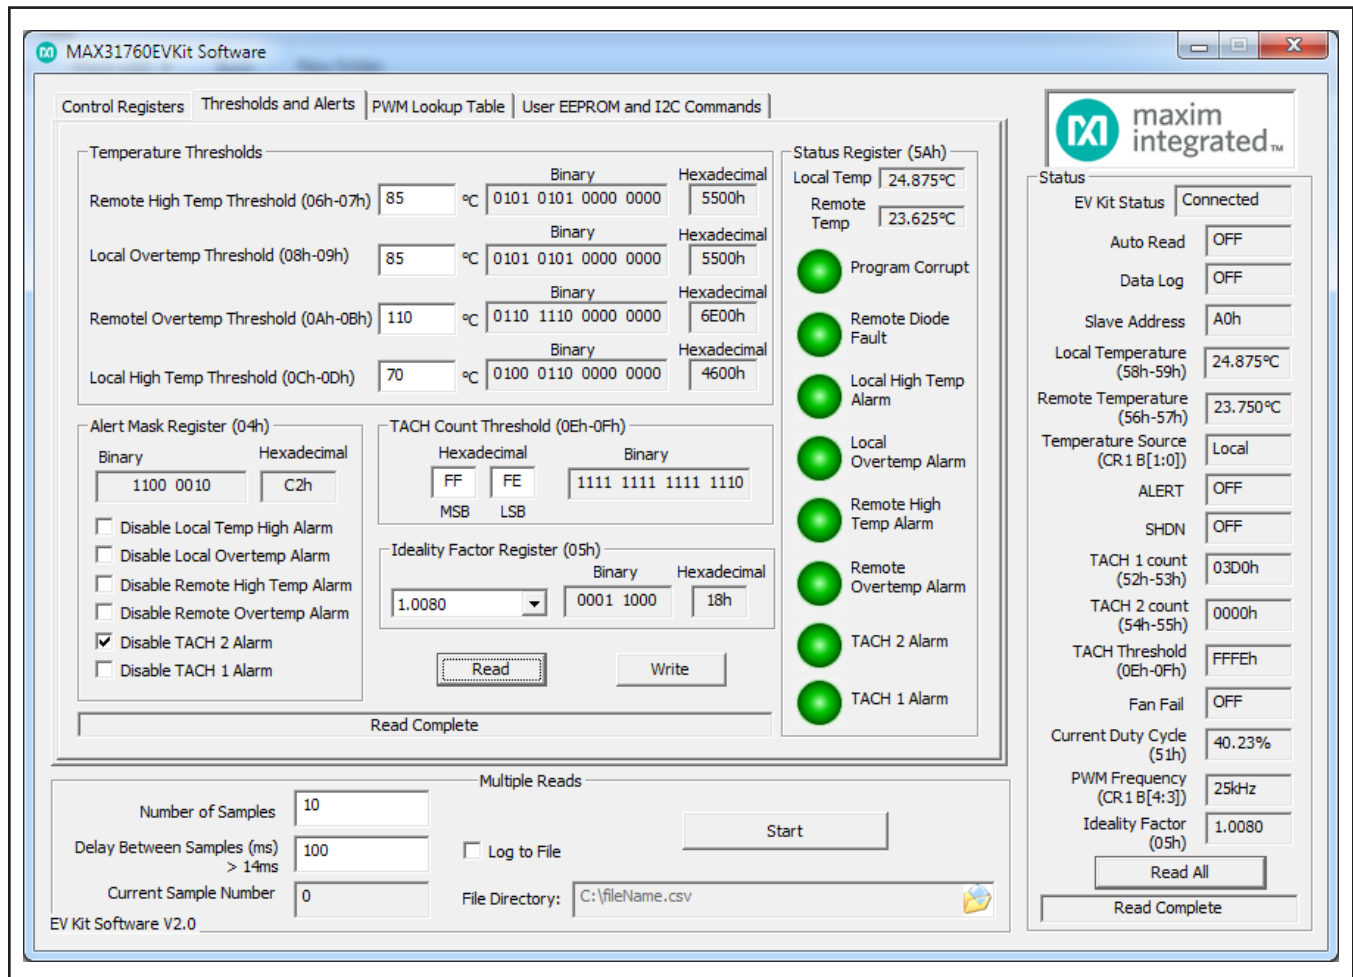 MAX31760EVKit Software
Control Registers Thresholds and Alerts PWM Lookup Table User EEPROM and I2C Commands
maxim
integrated™
Temperature Thresholds
Binary Hexadecimal
Remote High Temp Threshold (06h-07h) 85 ºC 0101 0101 0000 0000 5500h
Binary Hexadecimal
Local Overtemp Threshold (08h-09h) 85 ºC 0101 0101 0000 0000 5500h
Binary Hexadecimal
Remotel Overtemp Threshold (0Ah-0Bh) 110 ºC 0110 1110 0000 0000 6E00h
Binary Hexadecimal
Local High Temp Threshold (0Ch-0Dh) 70 ºC 0100 0110 0000 0000 4600h
Alert Mask Register (04h)
Binary Hexadecimal
1100 0010 C2h
Disable Local Temp High Alarm
Disable Local Overtemp Alarm
Disable Remote High Temp Alarm
Disable Remote Overtemp Alarm
Disable TACH 2 Alarm
Disable TACH 1 Alarm
TACH Count Threshold (0Eh-0Fh)
Hexadecimal Binary
FF FE 1111 1111 1111 1110
MSB LSB
Ideality Factor Register (05h)
Binary Hexadecimal
1.0080 0001 1000 18h
Read Write
Read Complete
Status Register (5Ah)
Local Temp 24.875ºC
Remote
Temp 23.625ºC
Program Corrupt
Remote Diode
Fault
Local High Temp
Alarm
Local
Overtemp Alarm
Remote High
Temp Alarm
Remote
Overtemp Alarm
TACH 2 Alarm
TACH 1 Alarm
Status
EV Kit Status Connected
Auto Read OFF
Data Log OFF
Slave Address A0h
Local Temperature
(58h-59h) 24.875ºC
Remote Temperature
(56h-57h) 23.750ºC
Temperature Source
(CR1B[1:0]) Local
ALERT OFF
SHDN OFF
TACH 1 count
(52h-53h) 03D0h
TACH 2 count
(54h-55h) 0000h
TACH Threshold
(0Eh-0Fh) FFFEh
Fan Fail OFF
Current Duty Cycle
(51h) 40.23%
PWM Frequency
(CR1B[4:3]) 25kHz
Ideality Factor
(05h) 1.0080
Read All
Read Complete
Multiple Reads
Number of Samples 10
Delay Between Samples (ms)
> 14ms 100
Current Sample Number 0
Start
Log to File
File Directory: C:\fileName.csv
EV Kit Software V2.0